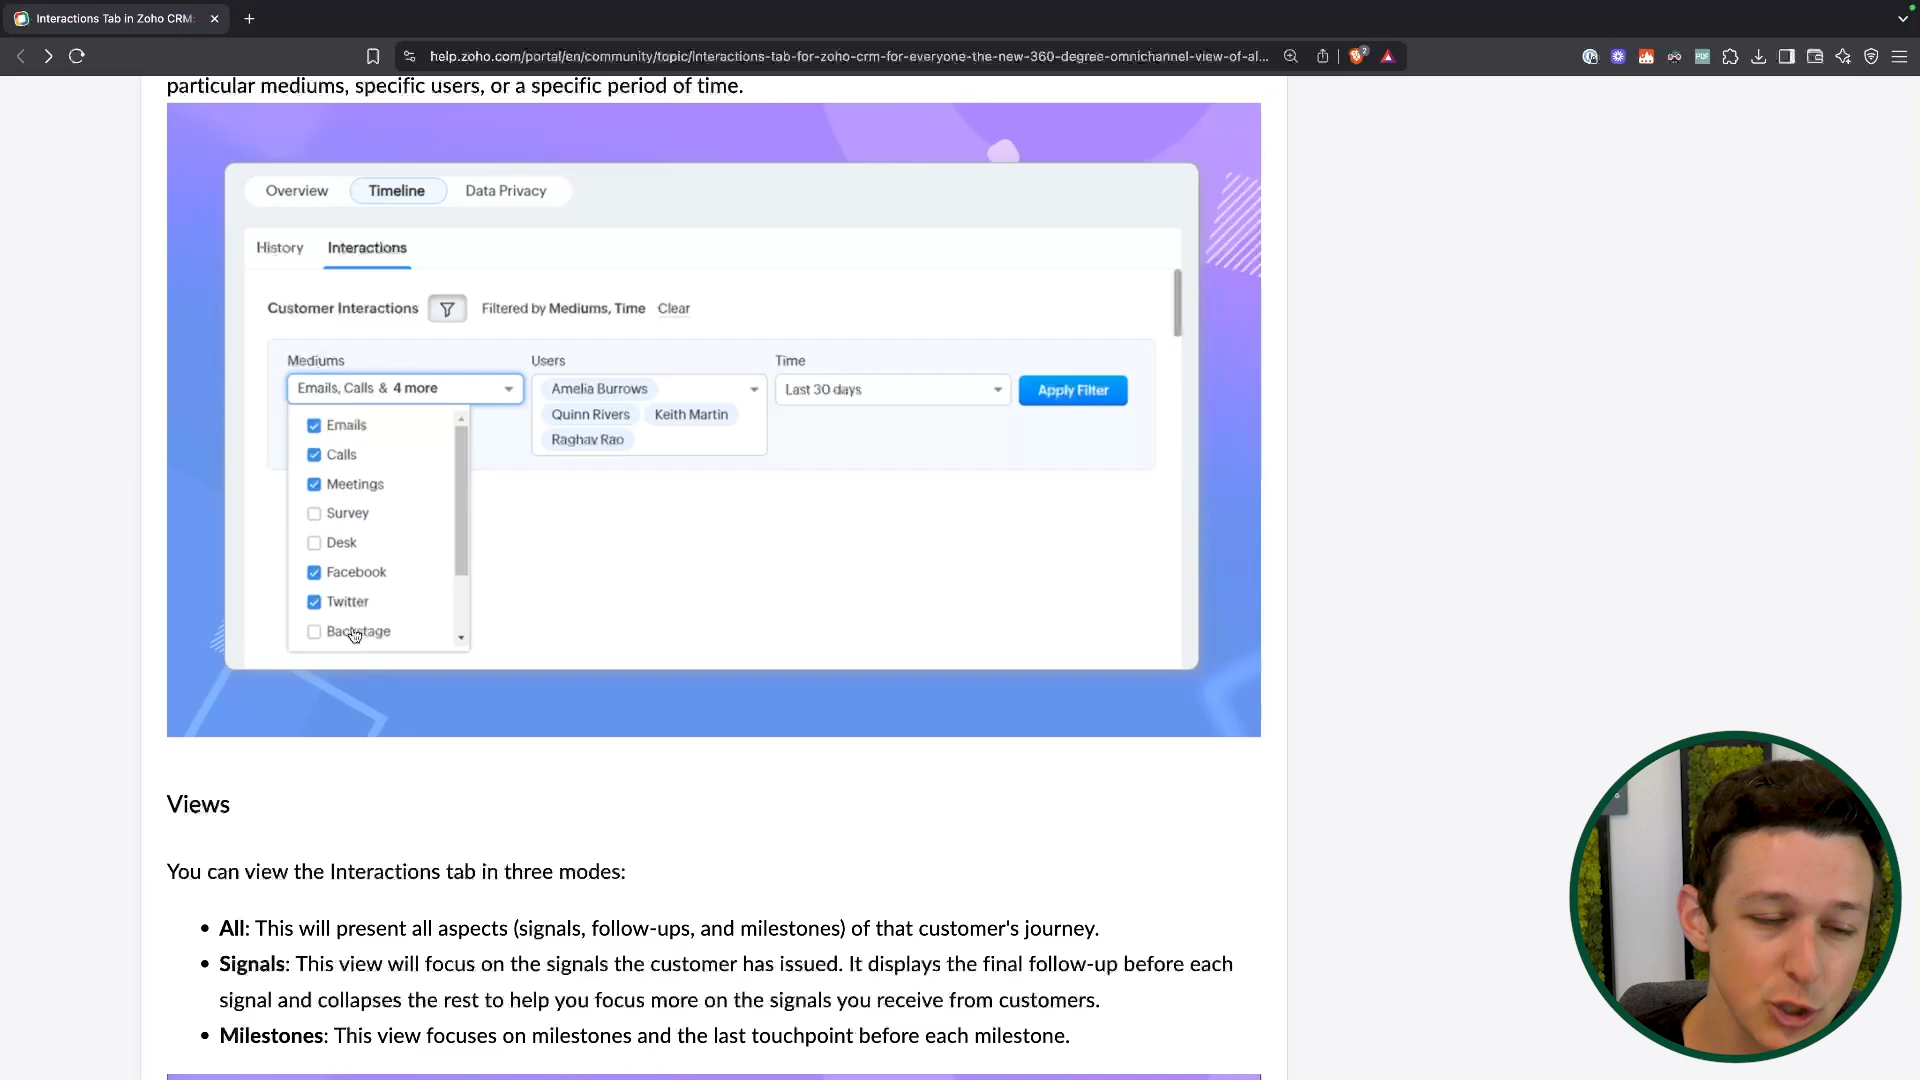 Interactions Tab in Zoho CRM:
help.zoho.com/portal/en/community/topic/interactions-tab-for-zoho-crm-for-everyone-the-new-360-degree-omnichannel-view-of-al...
2
particular mediums, specific users, or a specific period of time.
Overview Timeline Data Privacy
History Interactions
Customer Interactions Filtered by Mediums, Time Clear
Mediums Users Time
Emails, Calls & 4 more Amelia Burrows Last 30 days Apply Filter
Quinn Rivers Keith Martin
Raghav Rao
Emails
Calls
Meetings
Survey
Desk
Facebook
Twitter
Backstage
Views
You can view the Interactions tab in three modes:
• All: This will present all aspects (signals, follow-ups, and milestones) of that customer's journey.
• Signals: This view will focus on the signals the customer has issued. It displays the final follow-up before each
signal and collapses the rest to help you focus more on the signals you receive from customers.
• Milestones: This view focuses on milestones and the last touchpoint before each milestone.